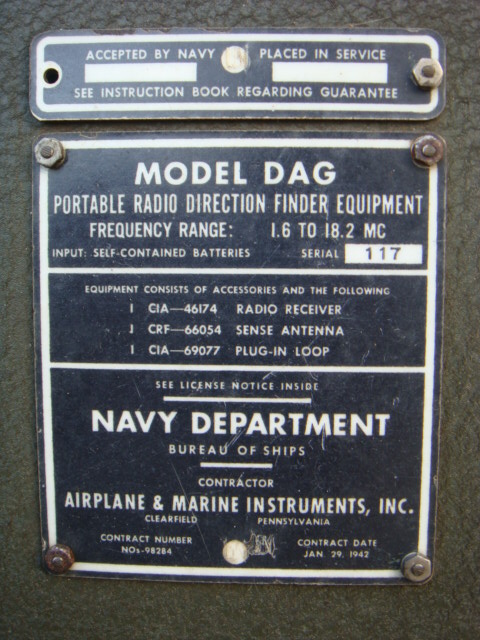 ACCEPTED BY NAVY PLACED IN SERVICE
SEE INSTRUCTION BOOK REGARDING GUARANTEE
MODEL DAG
PORTABLE RADIO DIRECTION FINDER EQUIPMENT
FREQUENCY RANGE: 1.6 TO 18.2 MC
INPUT: SELF-CONTAINED BATTERIES SERIAL 117
EQUIPMENT CONSISTS OF ACCESSORIES AND THE FOLLOWING
1 CIA-46174 RADIO RECEIVER
1 CRF-66054 SENSE ANTENNA
1 CIA-69077 PLUG-IN LOOP
SEE LICENSE NOTICE INSIDE
NAVY DEPARTMENT
BUREAU OF SHIPS
CONTRACTOR
AIRPLANE & MARINE INSTRUMENTS, INC.
CLEARFIELD PENNSYLVANIA
CONTRACT NUMBER CONTRACT DATE
NOs-98284 JAN. 29, 1942